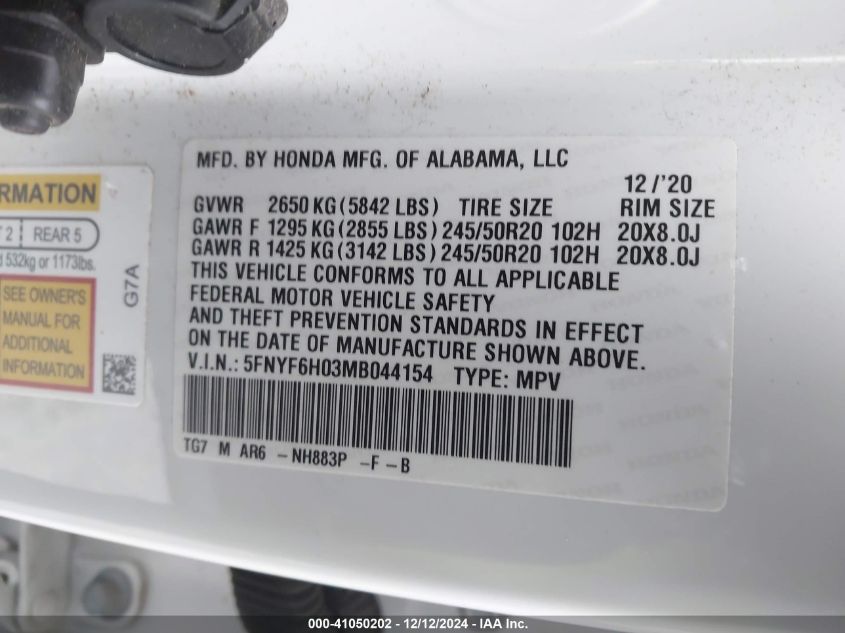 MFD. BY HONDA MFG. OF ALABAMA, LLC
12/'20
GVWR 2650 KG(5842 LBS) TIRE SIZE RIM SIZE
GAWR F 1295 KG(2855 LBS) 245/50R20 102H 20X8.0J
GAWR R 1425 KG(3142 LBS) 245/50R20 102H 20X8.0J
THIS VEHICLE CONFORMS TO ALL APPLICABLE
FEDERAL MOTOR VEHICLE SAFETY
AND THEFT PREVENTION STANDARDS IN EFFECT
ON THE DATE OF MANUFACTURE SHOWN ABOVE.
V.I.N.: 5FNYF6H03MB044154 TYPE: MPV
TG7 M AR6 -NH883P -F-B
RMATION
2 REAR 5
532kg or 1173lbs.
SEE OWNER'S
MANUAL FOR
ADDITIONAL
INFORMATION
G7A
000-41050202 - 12/12/2024 - IAA Inc.